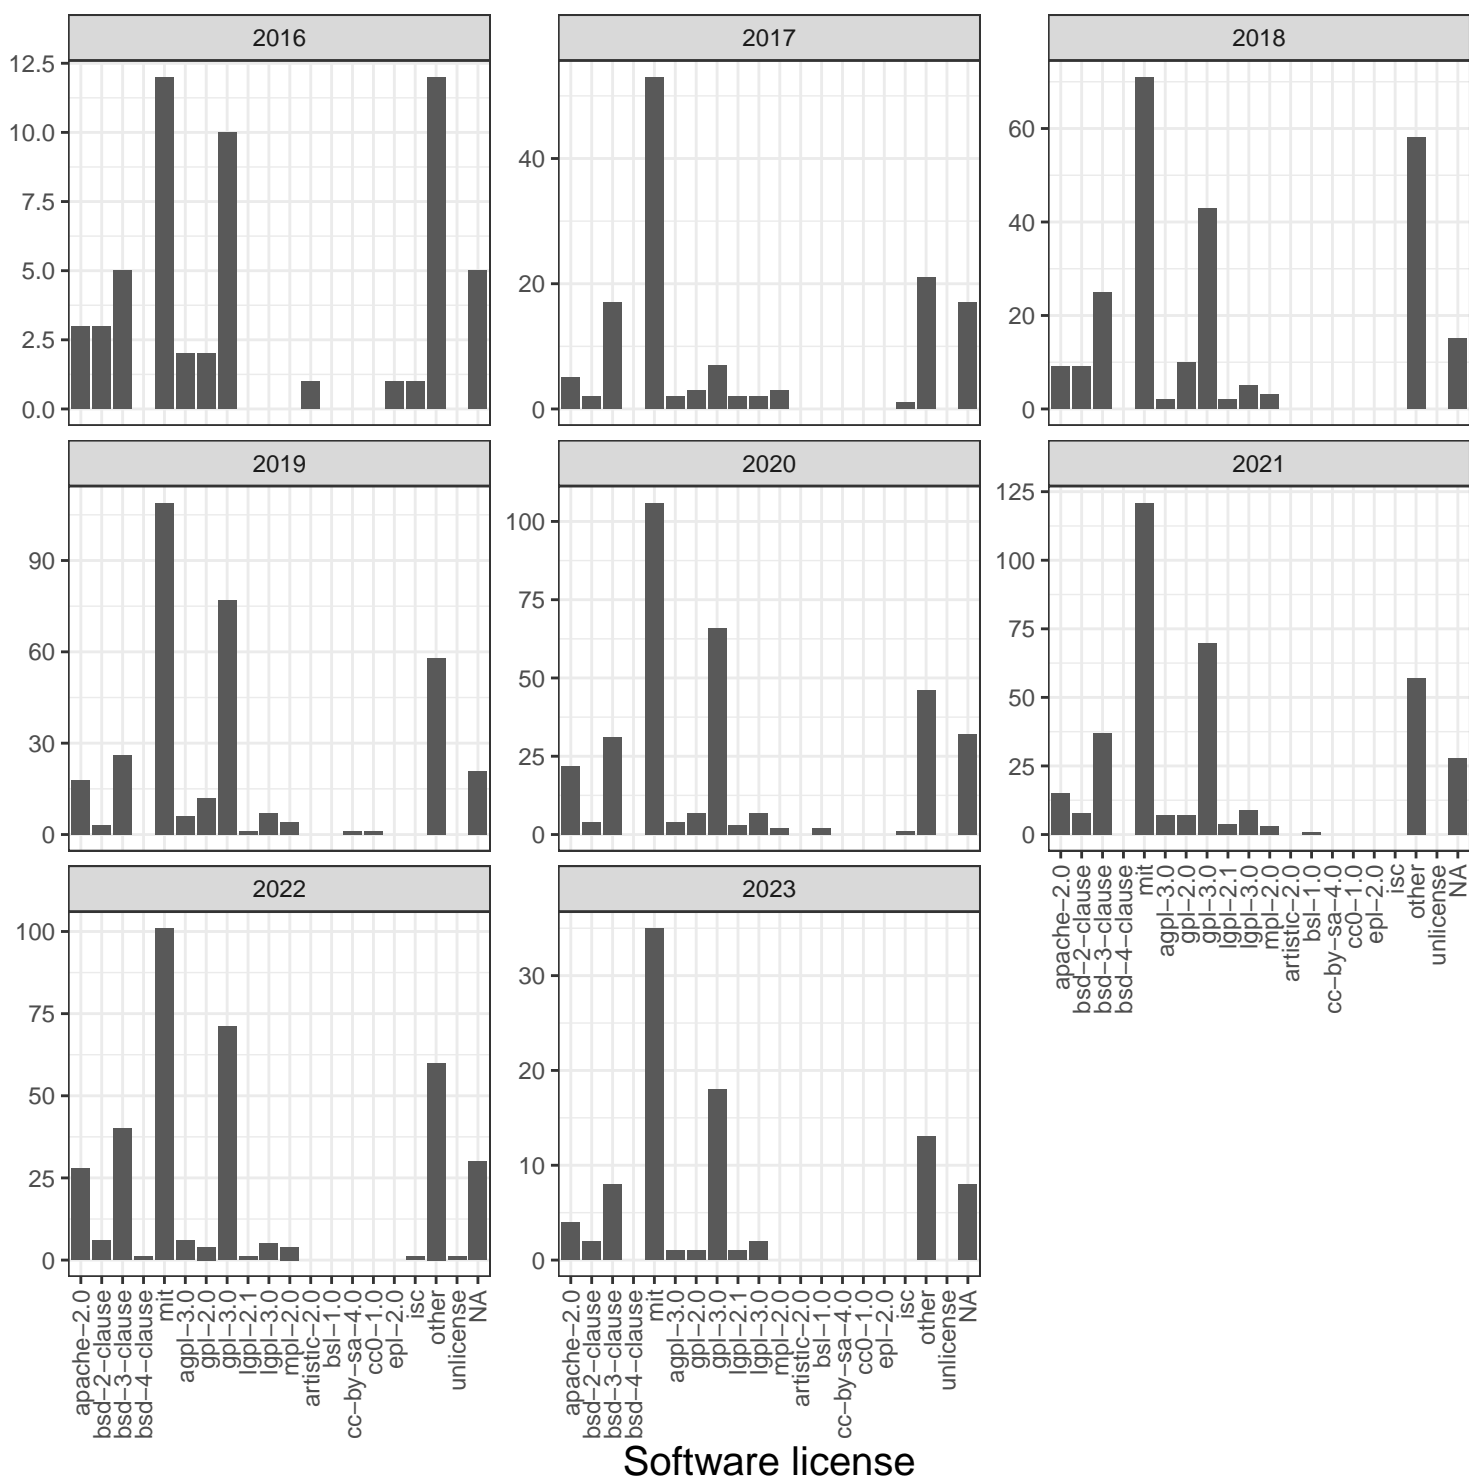 2016
2017
2018
12.5
10.0
7.5
5.0
2.5
0.0
40
20
0
60
40
20
0
2019
2020
2021
90
60
30
0
100
75
50
25
0
125
100
75
50
25
0
apache−2.0
bsd−2−clause
bsd−3−clause
bsd−4−clause
mit
agpl−3.0
gpl−2.0
gpl−3.0
lgpl−2.1
lgpl−3.0
mpl−2.0
artistic−2.0
bsl−1.0
cc−by−sa−4.0
cc0−1.0
epl−2.0
isc
other
unlicense
NA
2022
2023
100
75
50
25
0
30
20
10
0
apache−2.0
bsd−2−clause
bsd−3−clause
bsd−4−clause
mit
agpl−3.0
gpl−2.0
gpl−3.0
lgpl−2.1
lgpl−3.0
mpl−2.0
artistic−2.0
bsl−1.0
cc−by−sa−4.0
cc0−1.0
epl−2.0
isc
other
unlicense
NA
apache−2.0
bsd−2−clause
bsd−3−clause
bsd−4−clause
mit
agpl−3.0
gpl−2.0
gpl−3.0
lgpl−2.1
lgpl−3.0
mpl−2.0
artistic−2.0
bsl−1.0
cc−by−sa−4.0
cc0−1.0
epl−2.0
isc
other
unlicense
NA
Software license